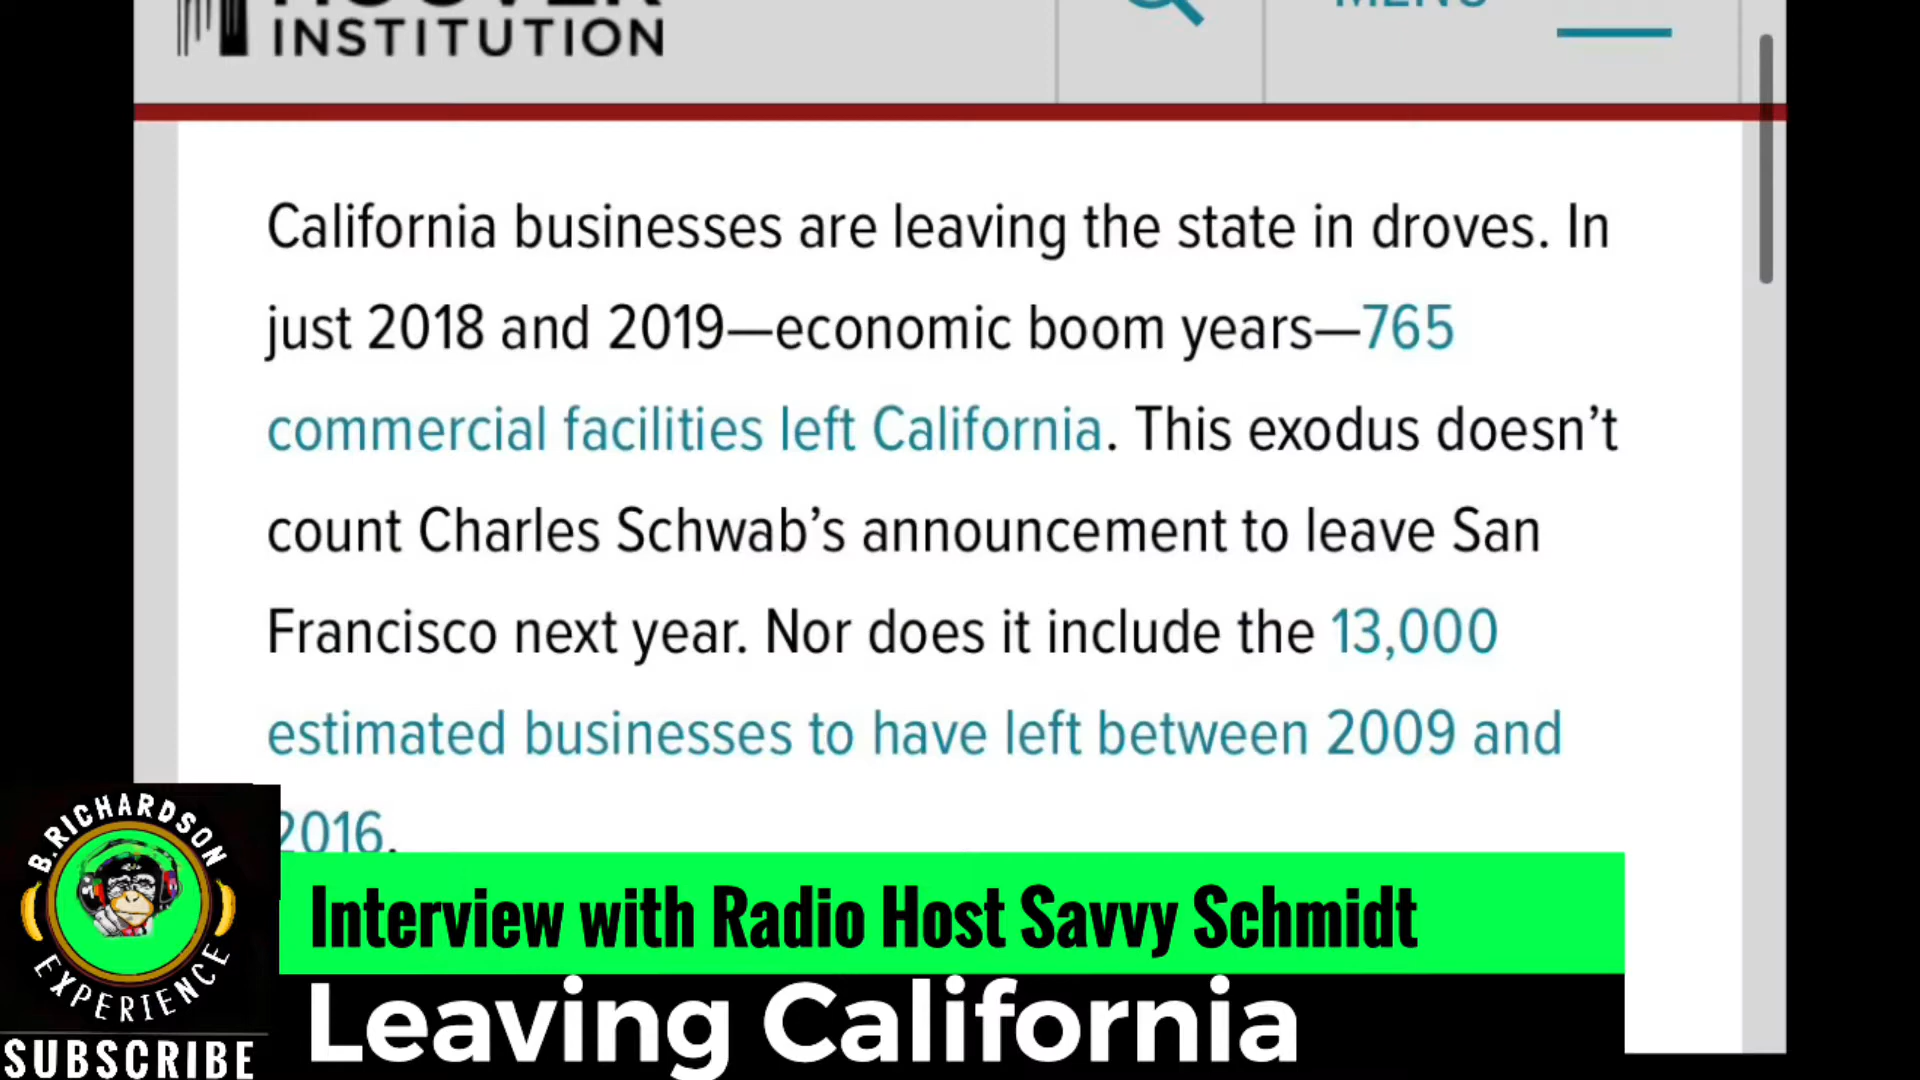 HOOVER
INSTITUTION
MENU
California businesses are leaving the state in droves. In
just 2018 and 2019—economic boom years—765
commercial facilities left California. This exodus doesn’t
count Charles Schwab’s announcement to leave San
Francisco next year. Nor does it include the 13,000
estimated businesses to have left between 2009 and
2016.
B.RICHARDSON
EXPERIENCE
SUBSCRIBE
Interview with Radio Host Savvy Schmidt
Leaving California